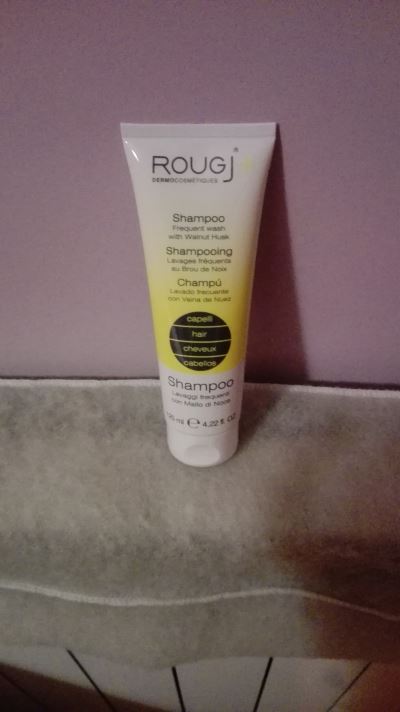 ROUGJ+®
DERMOCOSMÉTIQUES
Shampoo
Frequent wash
with Walnut Husk
Shampooing
Lavages fréquents
au Brou de Noix
Champú
Lavado frecuente
con Vaina de Nuez
capelli
hair
cheveux
cabellos
Shampoo
Lavaggi frequenti
con Mallo di Noce
125 ml ℮ 4,22 fl. OZ.